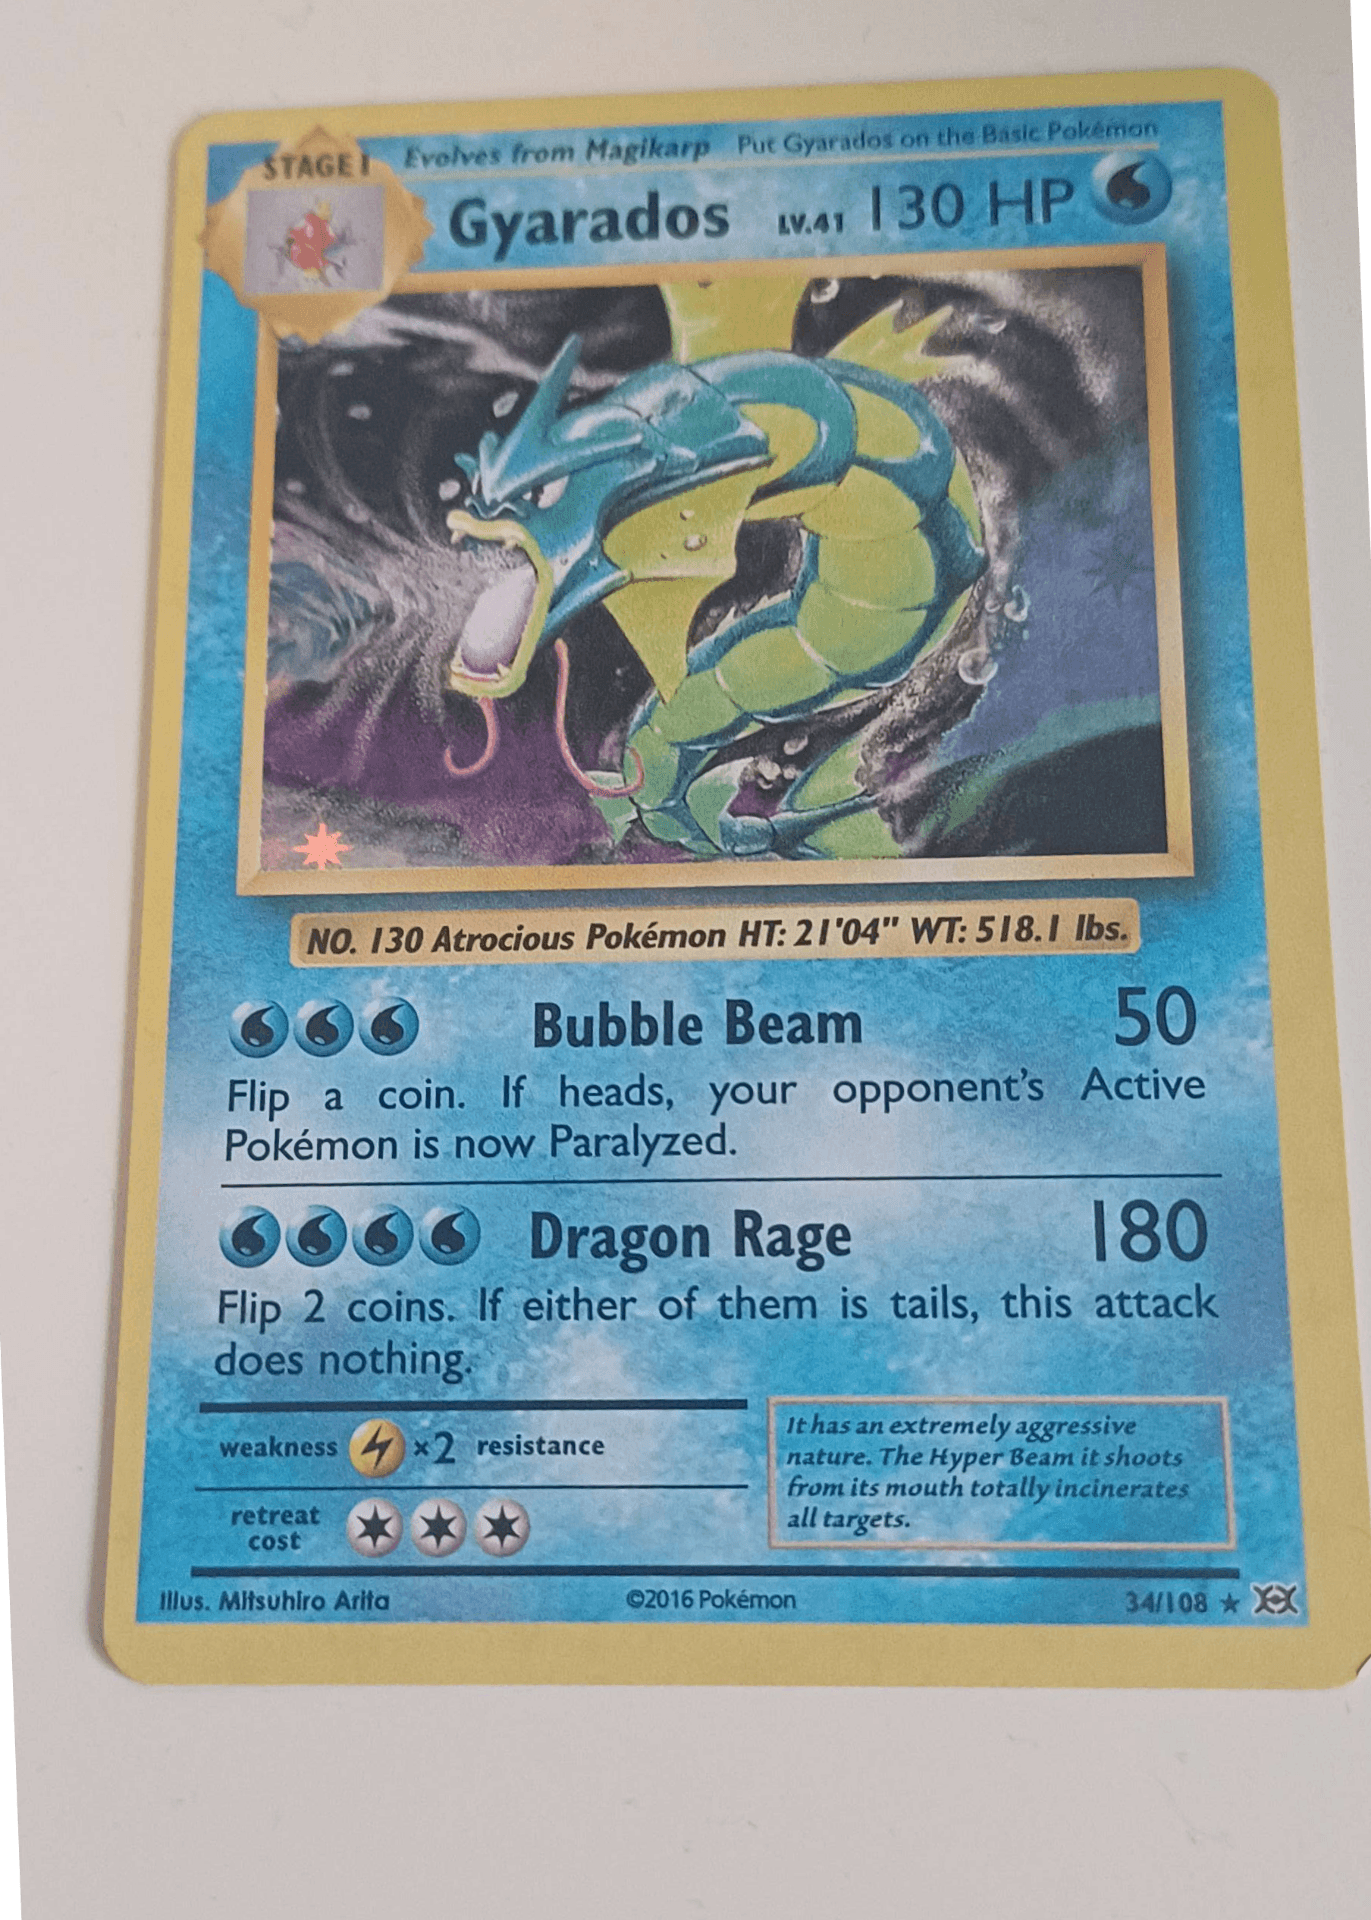 STAGE 1 Evolves from Magikarp Put Gyarados on the Basic Pokémon
Gyarados LV.41 130 HP
NO. 130 Atrocious Pokémon HT: 21'04" WT: 518.1 lbs.
Bubble Beam 50
Flip a coin. If heads, your opponent's Active
Pokémon is now Paralyzed.
Dragon Rage 180
Flip 2 coins. If either of them is tails, this attack
does nothing.
weakness ×2 resistance
retreat
cost
It has an extremely aggressive
nature. The Hyper Beam it shoots
from its mouth totally incinerates
all targets.
Illus. Mitsuhiro Arita ©2016 Pokémon 34/108 ★